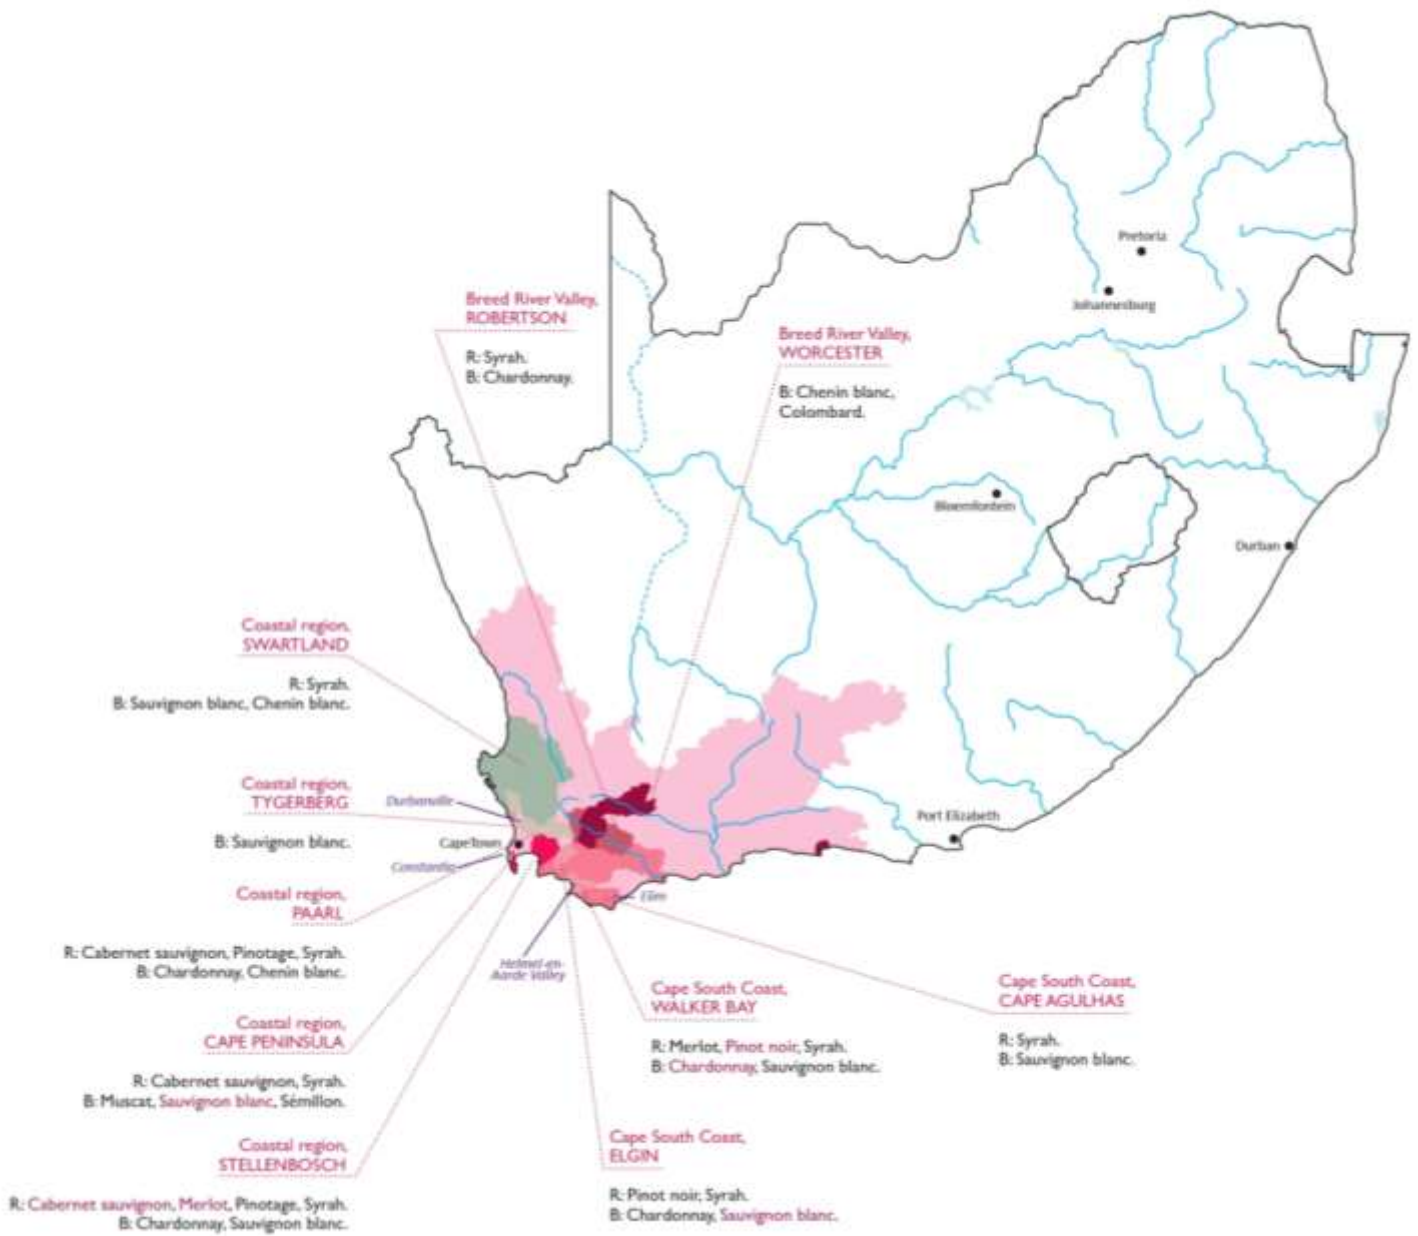 Pretoria
Johannesburg
Breed River Valley,
ROBERTSON
R: Syrah.
B: Chardonnay.
Breed River Valley,
WORCESTER
B: Chenin blanc,
Colombard.
Bloemfontein
Durban
Coastal region,
SWARTLAND
R: Syrah.
B: Sauvignon blanc, Chenin blanc.
Coastal region,
TYGERBERG
B: Sauvignon blanc.
Durbanville
CapeTown
Constantia
Port Elizabeth
Elim
Coastal region,
PAARL
R: Cabernet sauvignon, Pinotage, Syrah.
B: Chardonnay, Chenin blanc.
Hemel-en-
Aarde Valley
Cape South Coast,
WALKER BAY
R: Merlot, Pinot noir, Syrah.
B: Chardonnay, Sauvignon blanc.
Cape South Coast,
CAPE AGULHAS
R: Syrah.
B: Sauvignon blanc.
Coastal region,
CAPE PENINSULA
R: Cabernet sauvignon, Syrah.
B: Muscat, Sauvignon blanc, Sémillon.
Coastal region,
STELLENBOSCH
R: Cabernet sauvignon, Merlot, Pinotage, Syrah.
B: Chardonnay, Sauvignon blanc.
Cape South Coast,
ELGIN
R: Pinot noir, Syrah.
B: Chardonnay, Sauvignon blanc.